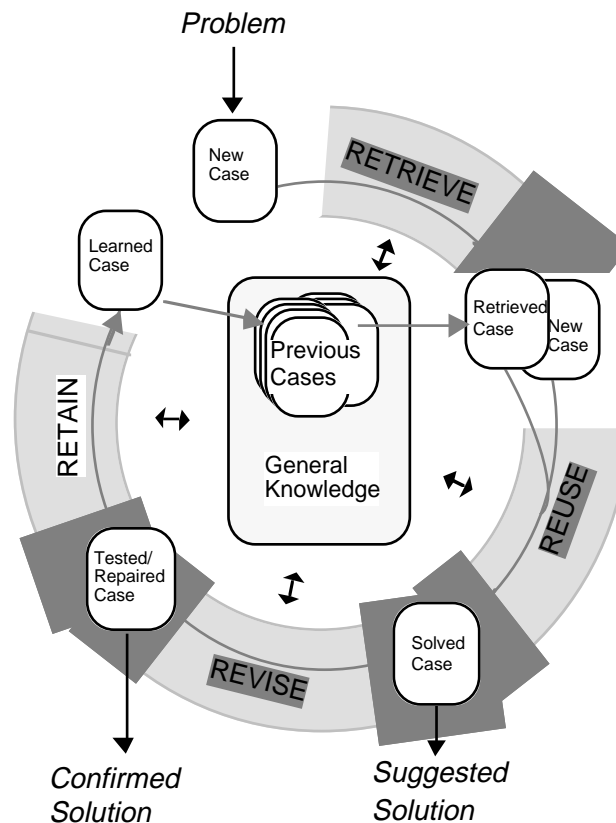 Problem
New
Case
RETRIEVE
Learned
Case
Retrieved
Case
New
Case
Previous
Cases
General
Knowledge
RETAIN
REUSE
Tested/
Repaired
Case
Solved
Case
REVISE
Confirmed
Solution
Suggested
Solution